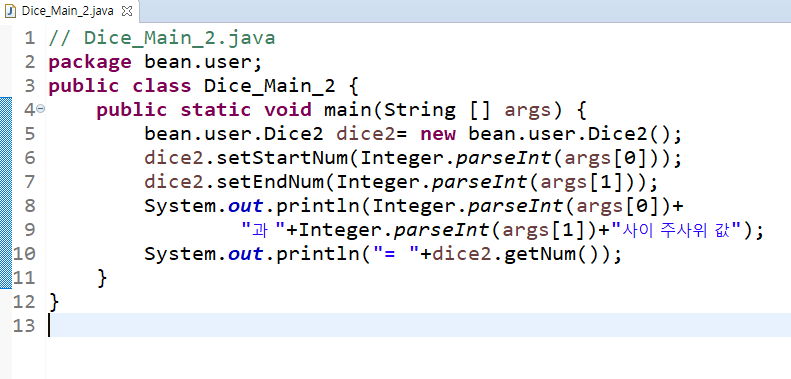 Dice_Main_2.java
1 // Dice_Main_2.java
2 package bean.user;
3 public class Dice_Main_2 {
4 public static void main(String [] args) {
5 bean.user.Dice2 dice2= new bean.user.Dice2();
6 dice2.setStartNum(Integer.parseInt(args[0]));
7 dice2.setEndNum(Integer.parseInt(args[1]));
8 System.out.println(Integer.parseInt(args[0])+
9 "과 "+Integer.parseInt(args[1])+"사이 주사위 값");
10 System.out.println("= "+dice2.getNum());
11 }
12 }
13